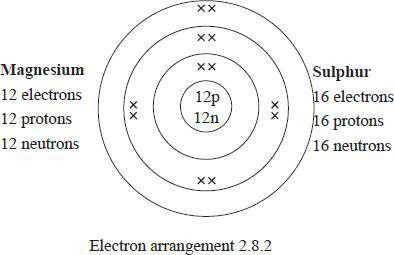 Magnesium
12 electrons
12 protons
12 neutrons
12p
12n
Sulphur
16 electrons
16 protons
16 neutrons
Electron arrangement 2.8.2